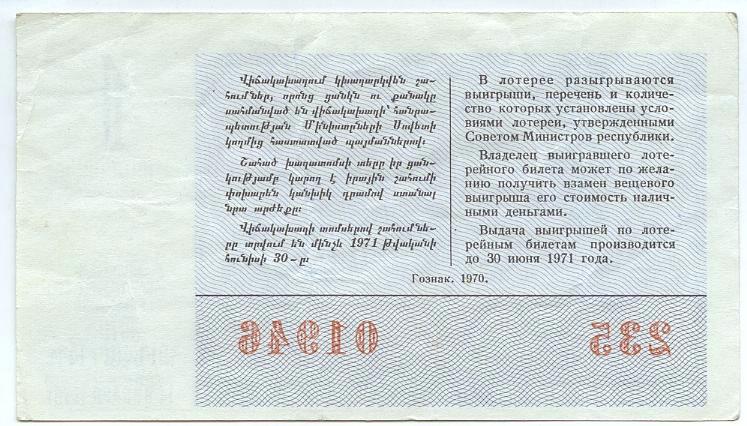 Վիճակախաղում կխաղարկվեն շա-
հումներ, որոնց ցանկն ու քանակը
սահմանված են վիճակախաղի՝ հանրա-
պետության Մինիստրների Սովետի
կողմից հաստատված պայմաններով։
Շահած խաղատոմսի տերը իր ցան-
կությամբ կարող է իրային շահումի
փոխարեն կանխիկ դրամով ստանալ
նրա արժեքը։
Վիճակախաղի տոմսերով շահումնե-
րը տրվում են մինչև 1971 թվականի
հունիսի 30-ը։
В лотерее разыгрываются
выигрыши, перечень и количе-
ство которых установлены усло-
виями лотереи, утвержденными
Советом Министров республики.
Владелец выигравшего лоте-
рейного билета может по жела-
нию получить взамен вещевого
выигрыша его стоимость налич-
ными деньгами.
Выдача выигрышей по лоте-
рейным билетам производится
до 30 июня 1971 года.
Гознак. 1970.
01946
235